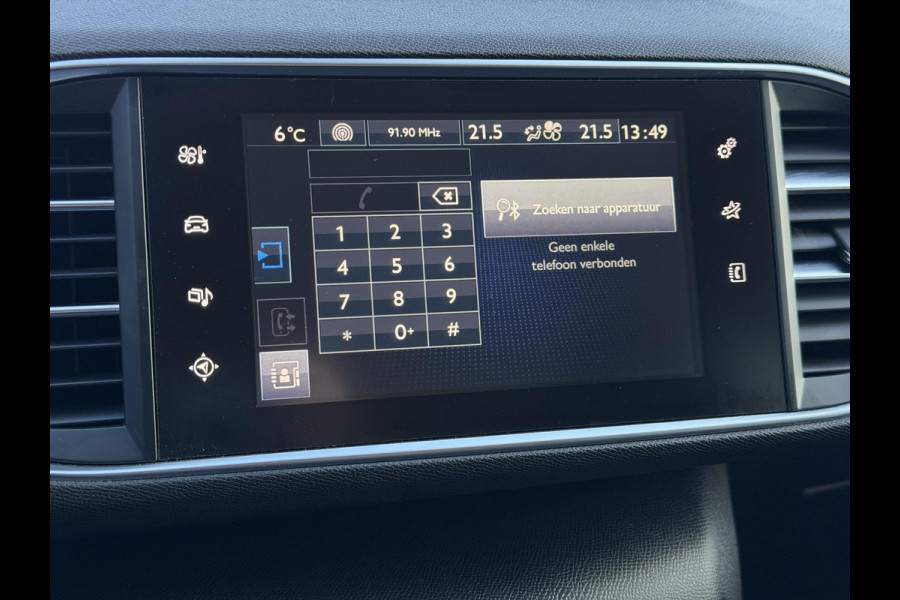 6°C 91.90 MHz 21.5 21.5 13:49
1 2 3
4 5 6
7 8 9
* 0+ #
Zoeken naar apparatuur
Geen enkele
telefoon verbonden